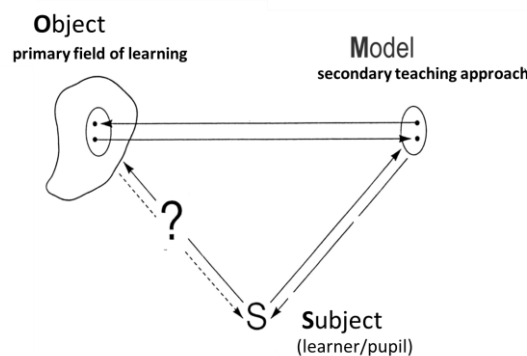 Object
primary field of learning
Model
secondary teaching approach
?
S
Subject
(learner/pupil)